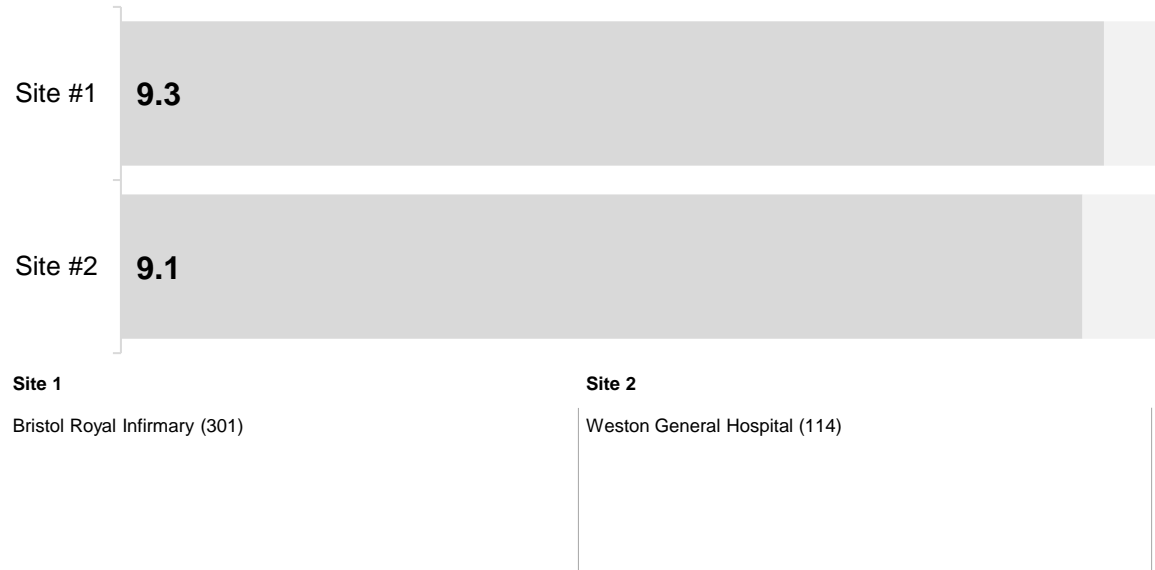 Site #1
9.3
Site #2
9.1
Site 1
Site 2
Bristol Royal Infirmary (301)
Weston General Hospital (114)